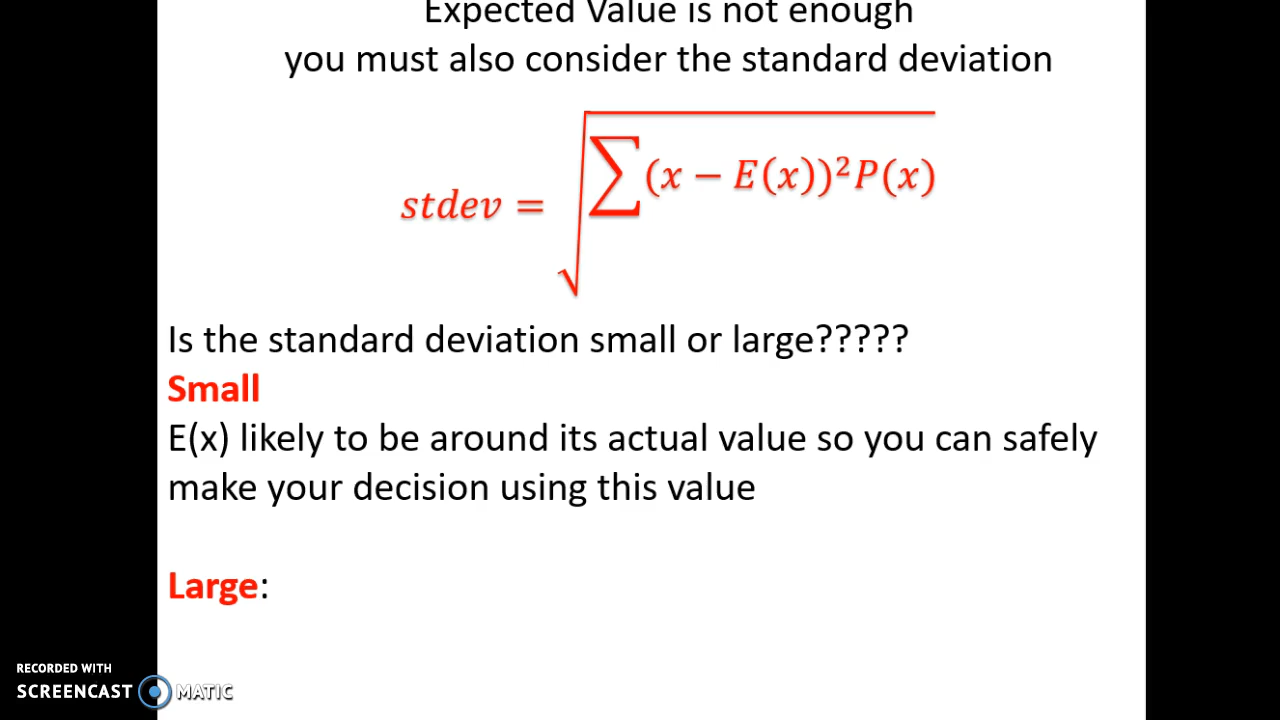 Expected Value is not enough
you must also consider the standard deviation
stdev = √∑(x − E(x))²P(x)
Is the standard deviation small or large?????
Small
E(x) likely to be around its actual value so you can safely
make your decision using this value
Large:
RECORDED WITH
SCREENCAST MATIC